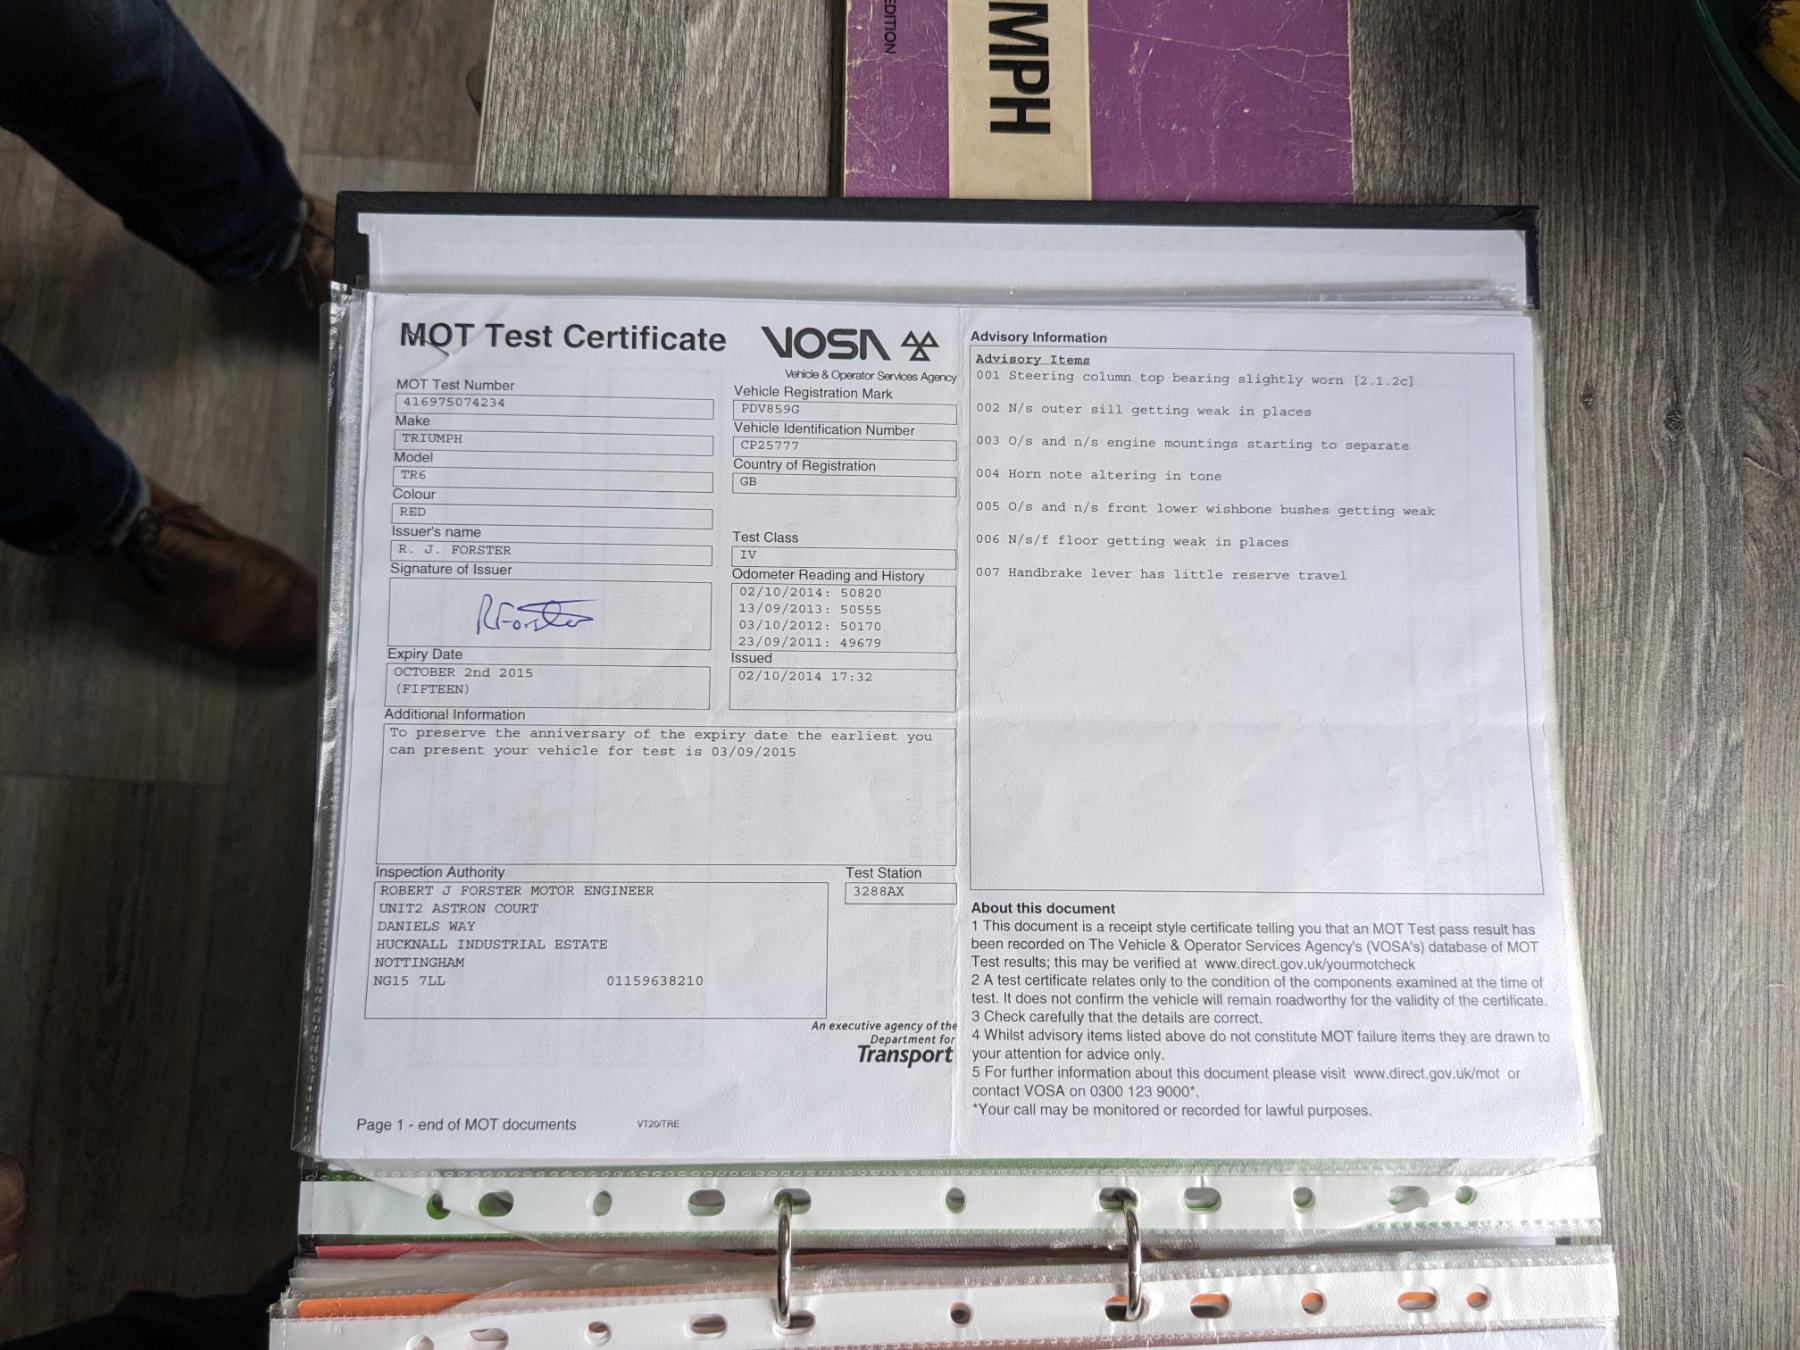 EDITION
MPH
MOT Test Certificate
VOSA
Vehicle & Operator Services Agency
MOT Test Number
416975074234
Make
TRIUMPH
Model
TR6
Colour
RED
Issuer's name
R. J. FORSTER
Signature of Issuer
RForster
Expiry Date
OCTOBER 2nd 2015
(FIFTEEN)
Vehicle Registration Mark
PDV859G
Vehicle Identification Number
CP25777
Country of Registration
GB
Test Class
IV
Odometer Reading and History
02/10/2014: 50820
13/09/2013: 50555
03/10/2012: 50170
23/09/2011: 49679
Issued
02/10/2014 17:32
Additional Information
To preserve the anniversary of the expiry date the earliest you
can present your vehicle for test is 03/09/2015
Inspection Authority
ROBERT J FORSTER MOTOR ENGINEER
UNIT2 ASTRON COURT
DANIELS WAY
HUCKNALL INDUSTRIAL ESTATE
NOTTINGHAM
NG15 7LL 01159638210
Test Station
3288AX
An executive agency of the
Department for
Transport
Page 1 - end of MOT documents VT20/TRE
Advisory Information
Advisory Items
001 Steering column top bearing slightly worn [2.1.2c]
002 N/s outer sill getting weak in places
003 O/s and n/s engine mountings starting to separate
004 Horn note altering in tone
005 O/s and n/s front lower wishbone bushes getting weak
006 N/s/f floor getting weak in places
007 Handbrake lever has little reserve travel
About this document
1 This document is a receipt style certificate telling you that an MOT Test pass result has
been recorded on The Vehicle & Operator Services Agency's (VOSA's) database of MOT
Test results; this may be verified at www.direct.gov.uk/yourmotcheck
2 A test certificate relates only to the condition of the components examined at the time of
test. It does not confirm the vehicle will remain roadworthy for the validity of the certificate.
3 Check carefully that the details are correct.
4 Whilst advisory items listed above do not constitute MOT failure items they are drawn to
your attention for advice only.
5 For further information about this document please visit www.direct.gov.uk/mot or
contact VOSA on 0300 123 9000*.
*Your call may be monitored or recorded for lawful purposes.